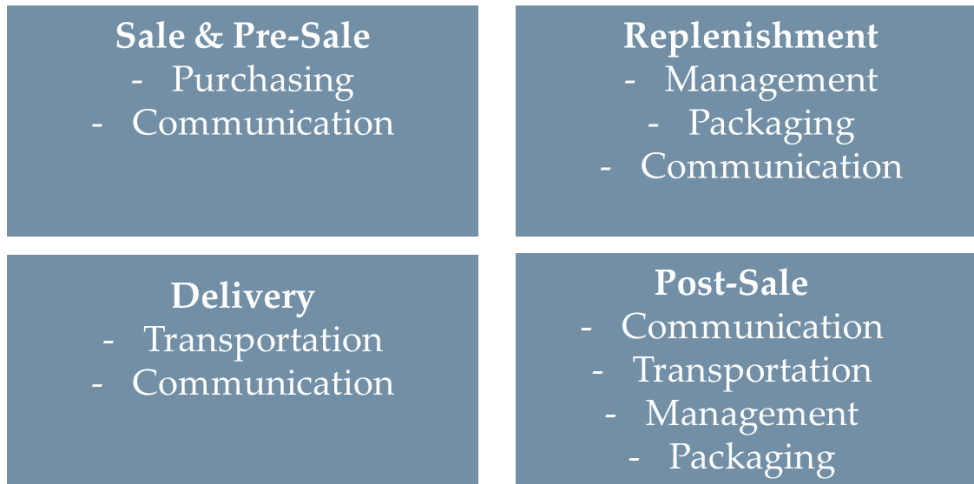 Sale & Pre-Sale
- Purchasing
- Communication
Replenishment
- Management
- Packaging
- Communication
Delivery
- Transportation
- Communication
Post-Sale
- Communication
- Transportation
- Management
- Packaging